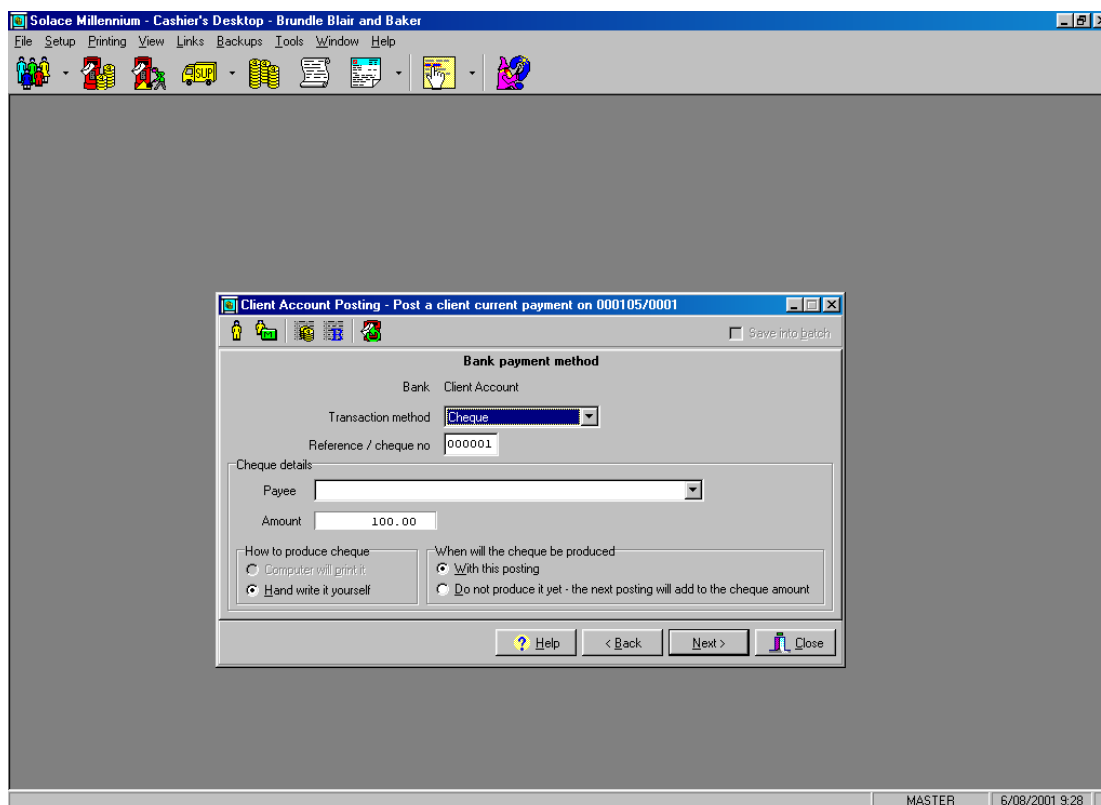 Solace Millennium - Cashier's Desktop - Brundle Blair and Baker
File Setup Printing View Links Backups Tools Window Help
SUP
Client Account Posting - Post a client current payment on 000105/0001
Save into batch
Bank payment method
Bank Client Account
Transaction method Cheque
Reference / cheque no 000001
Cheque details
Payee
Amount 100.00
How to produce cheque When will the cheque be produced
Computer will print it With this posting
Hand write it yourself Do not produce it yet - the next posting will add to the cheque amount
? Help < Back Next > Close
MASTER 6/08/2001 9:28